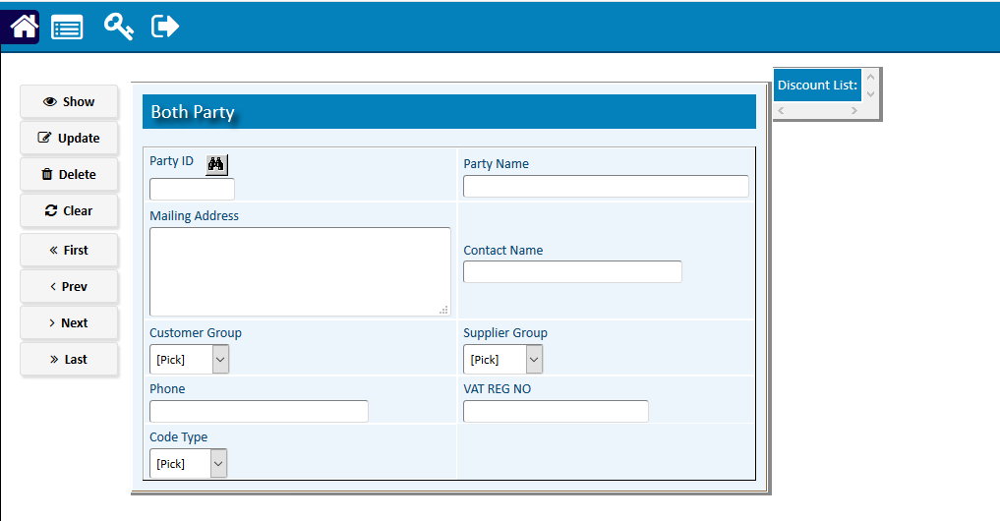 Show
Update
Delete
Clear
« First
< Prev
> Next
» Last
Both Party
Party ID
Party Name
Mailing Address
Contact Name
Customer Group
Supplier Group
[Pick]
[Pick]
Phone
VAT REG NO
Code Type
[Pick]
Discount List: